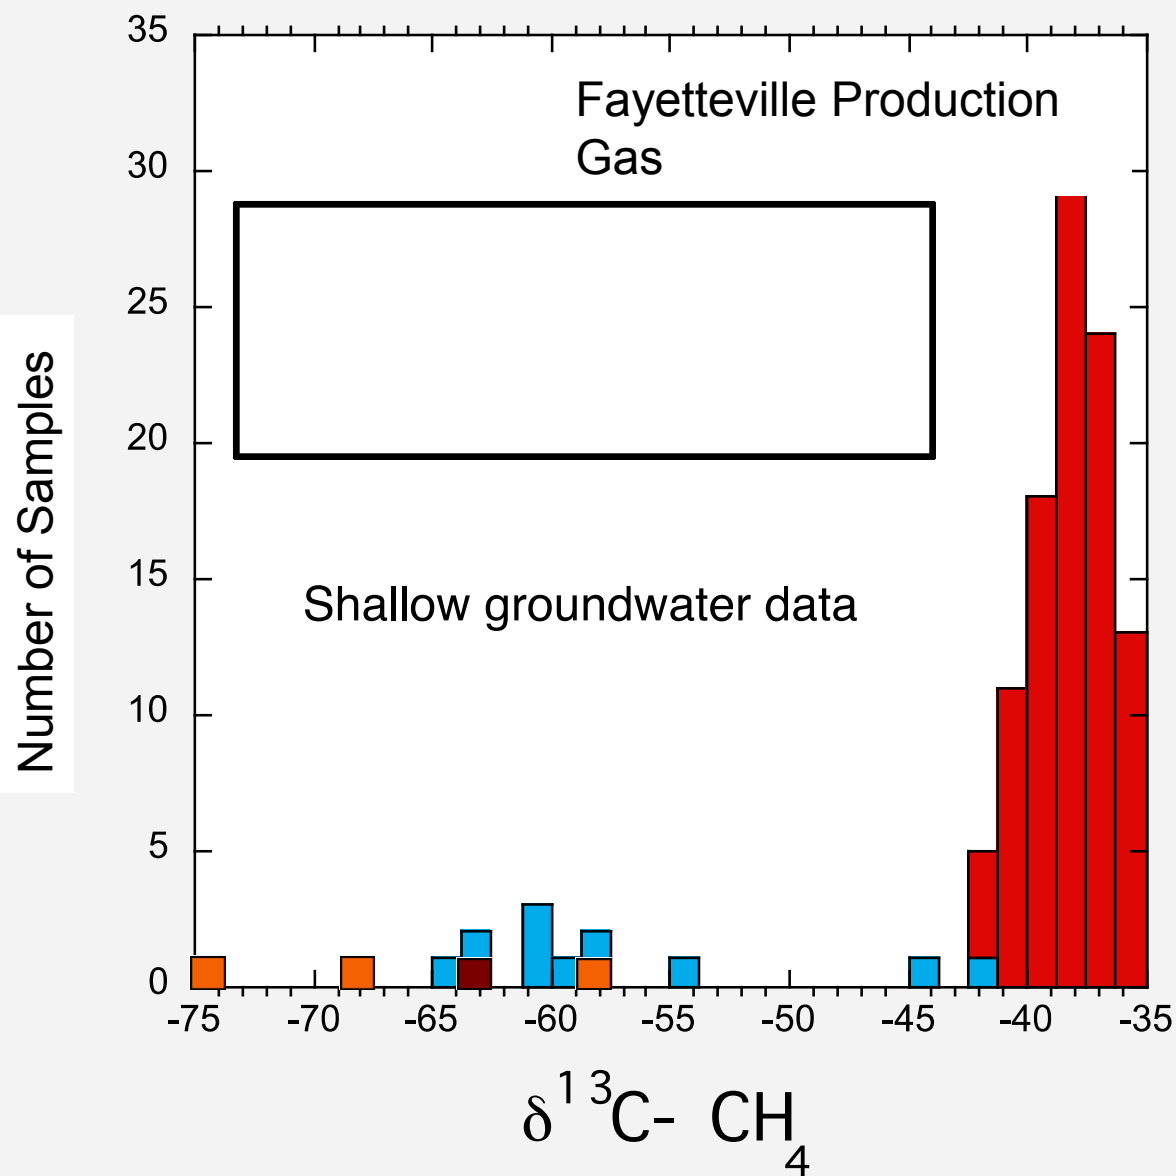 35
Fayetteville Production
Gas
30
25
20
15
Shallow groundwater data
10
5
0
Number of Samples
-75 -70 -65 -60 -55 -50 -45 -40 -35
δ¹³C- CH₄